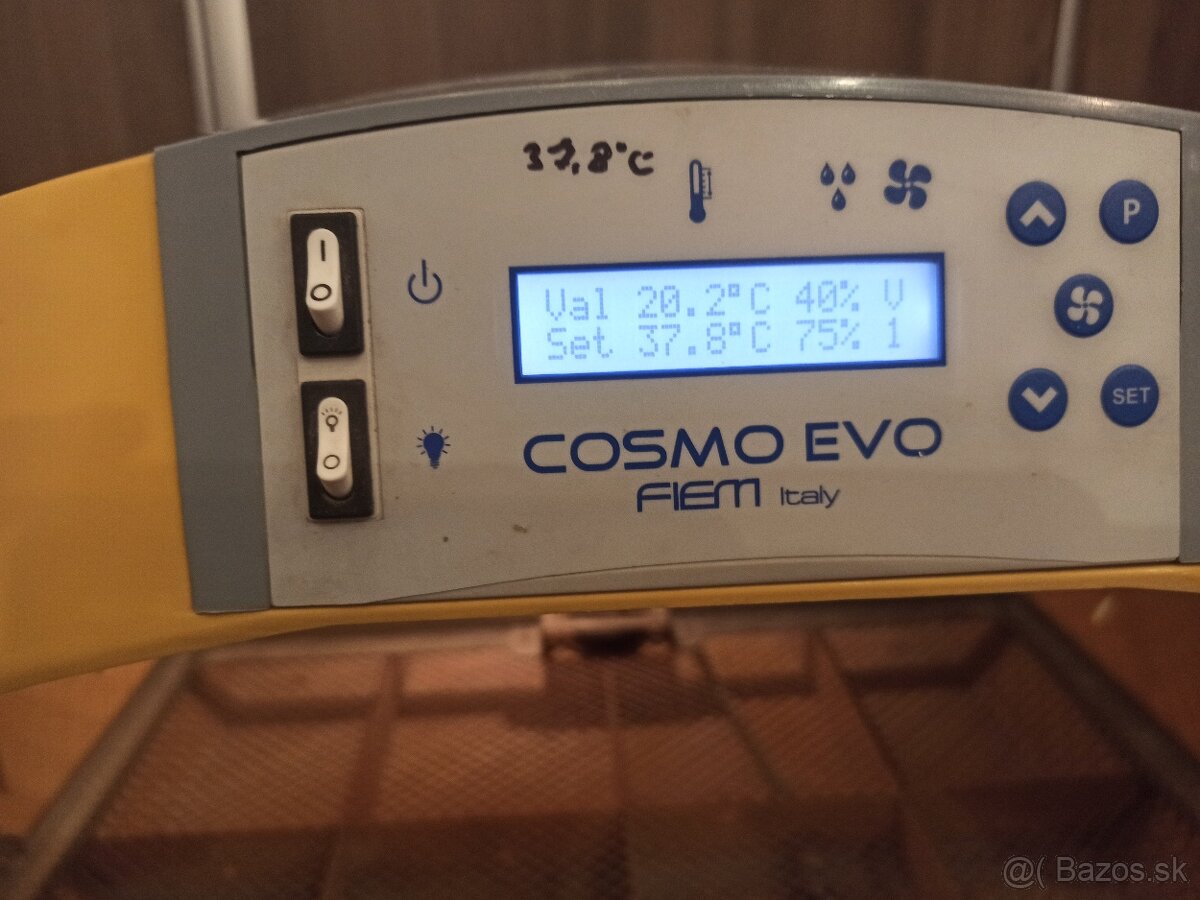 37,8°C
P
Val 20.2°C 40% V
Set 37.8°C 75% 1
SET
COSMO EVO
FIEM Italy
@( Bazos.sk